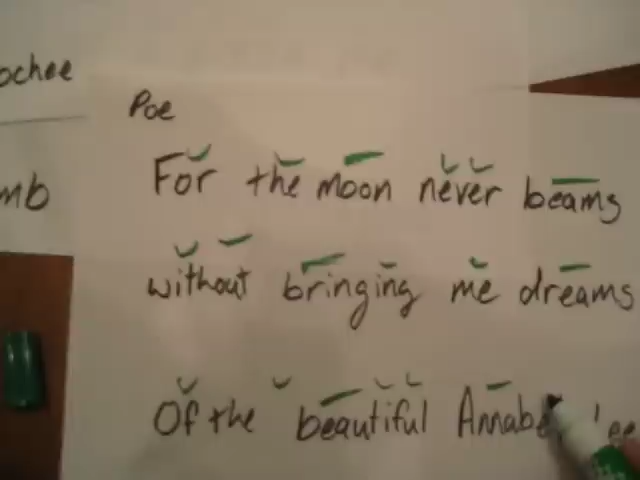 ochee
mb
Poe
For the moon never beams
without bringing me dreams
Of the beautiful